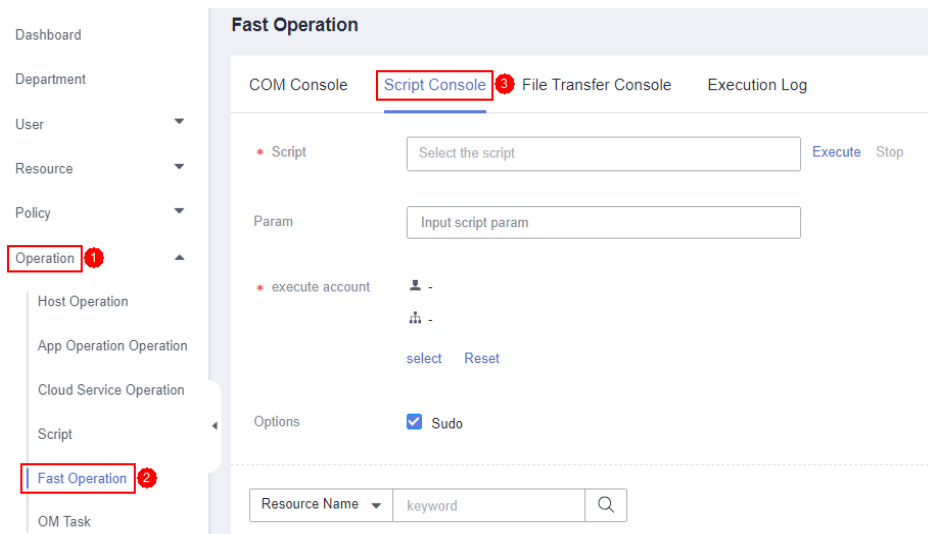 Dashboard
Department
User
Resource
Policy
Operation 1
Host Operation
App Operation Operation
Cloud Service Operation
Script
Fast Operation 2
OM Task
Fast Operation
COM Console Script Console 3 File Transfer Console Execution Log
* Script Select the script Execute Stop
Param Input script param
* execute account -
-
select Reset
Options Sudo
Resource Name keyword